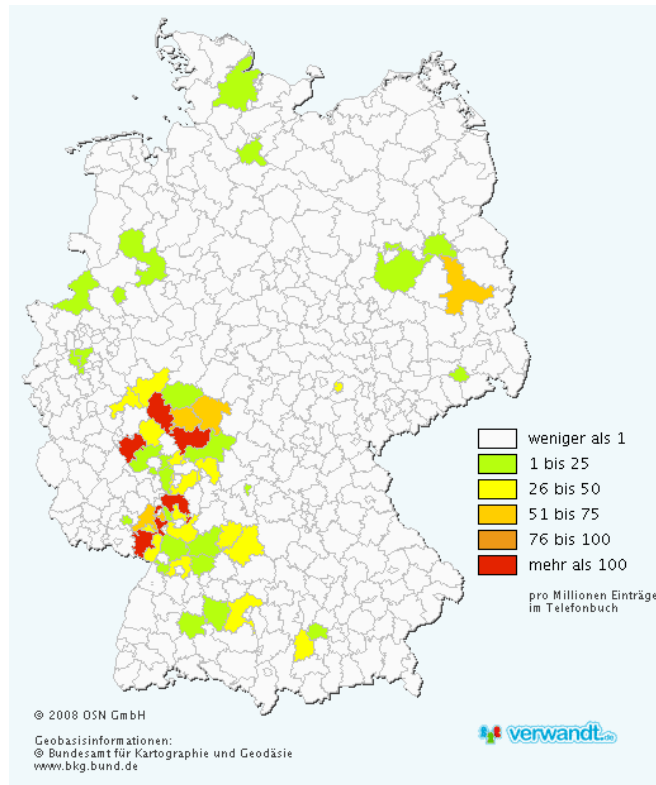 weniger als 1
1 bis 25
26 bis 50
51 bis 75
76 bis 100
mehr als 100
pro Millionen Einträge
im Telefonbuch
© 2008 OSN GmbH
Geobasisinformationen:
© Bundesamt für Kartographie und Geodäsie
www.bkg.bund.de
verwandt.de